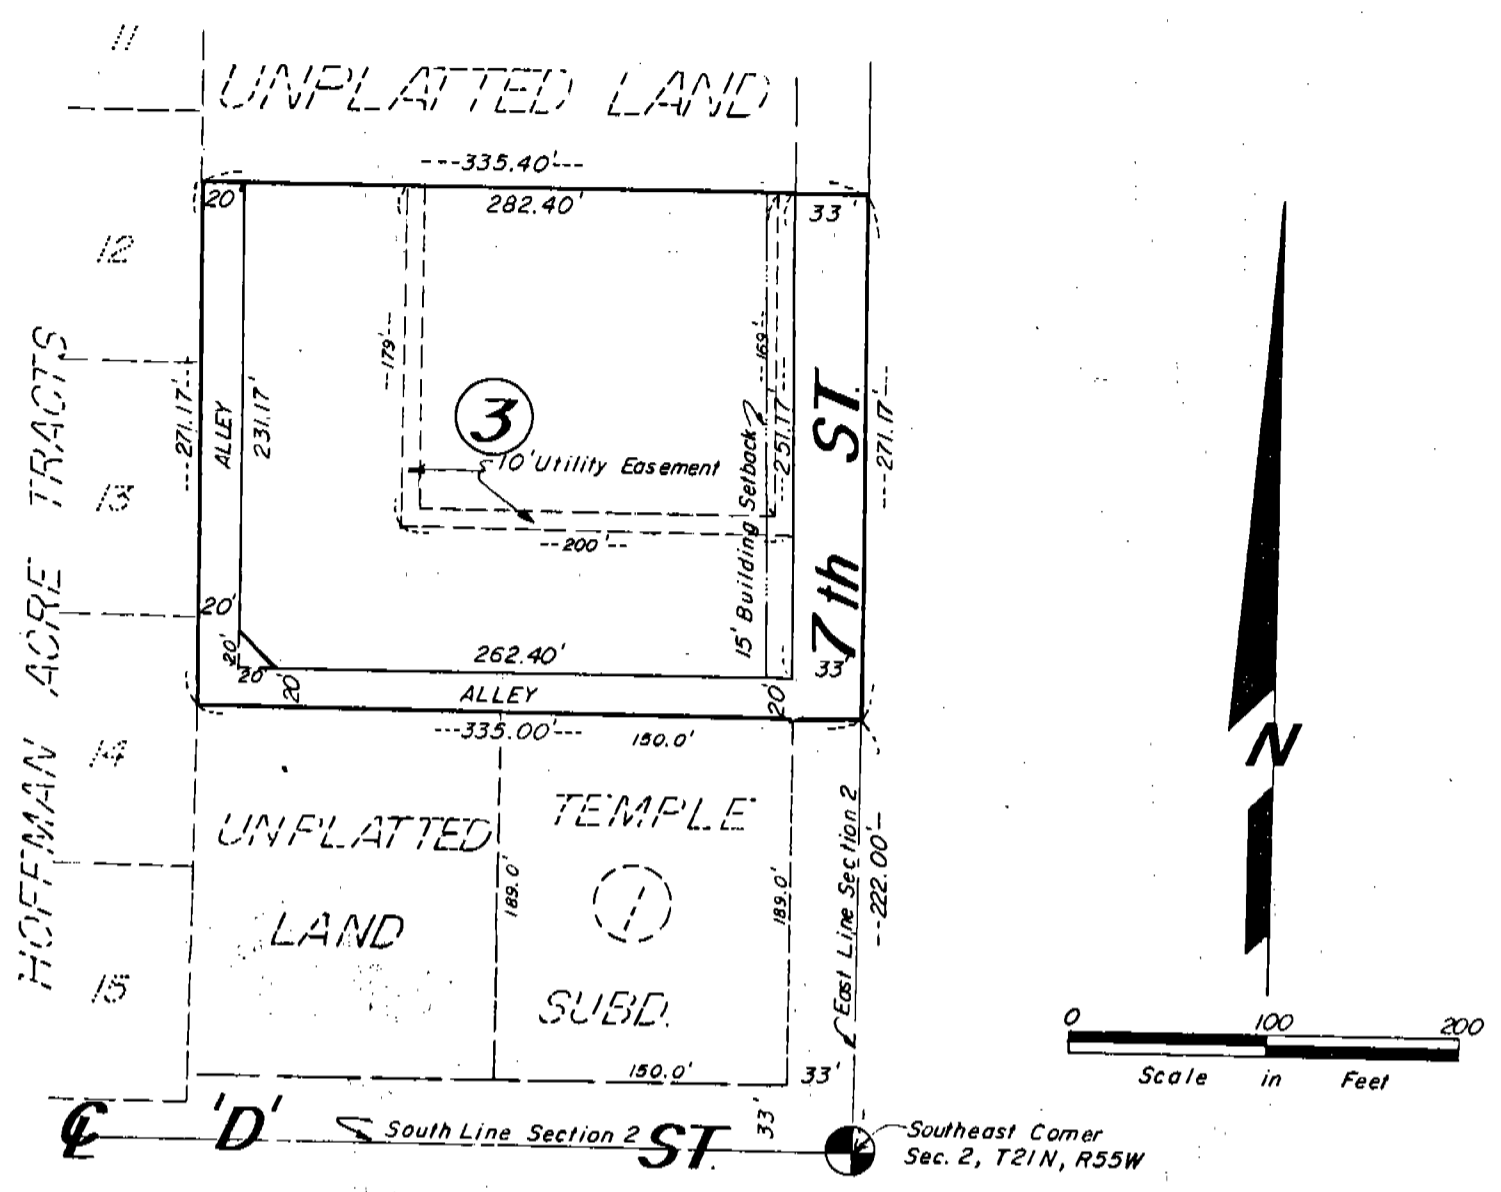 11
UNPLATTED LAND
---335.40'---
20'
282.40'
33'
12
---179'---
---169'---
HOFFMAN ACRE TRACTS
---271.17'---
ALLEY
231.17'
3
10' Utility Easement
15' Building Setback
---251.17'---
7th ST.
---271.17'---
13
--200'--
20'
20'
20'
20'
262.40'
33'
ALLEY
20'
---335.00'---
150.0'
14
UNPLATTED
LAND
TEMPLE
1
SUBD.
189.0'
189.0'
East Line Section 2
---222.00'---
15
150.0'
33'
33'
℄ 'D' ST.
South Line Section 2
Southeast Corner
Sec. 2, T21N, R55W
N
0 100 200
Scale in Feet